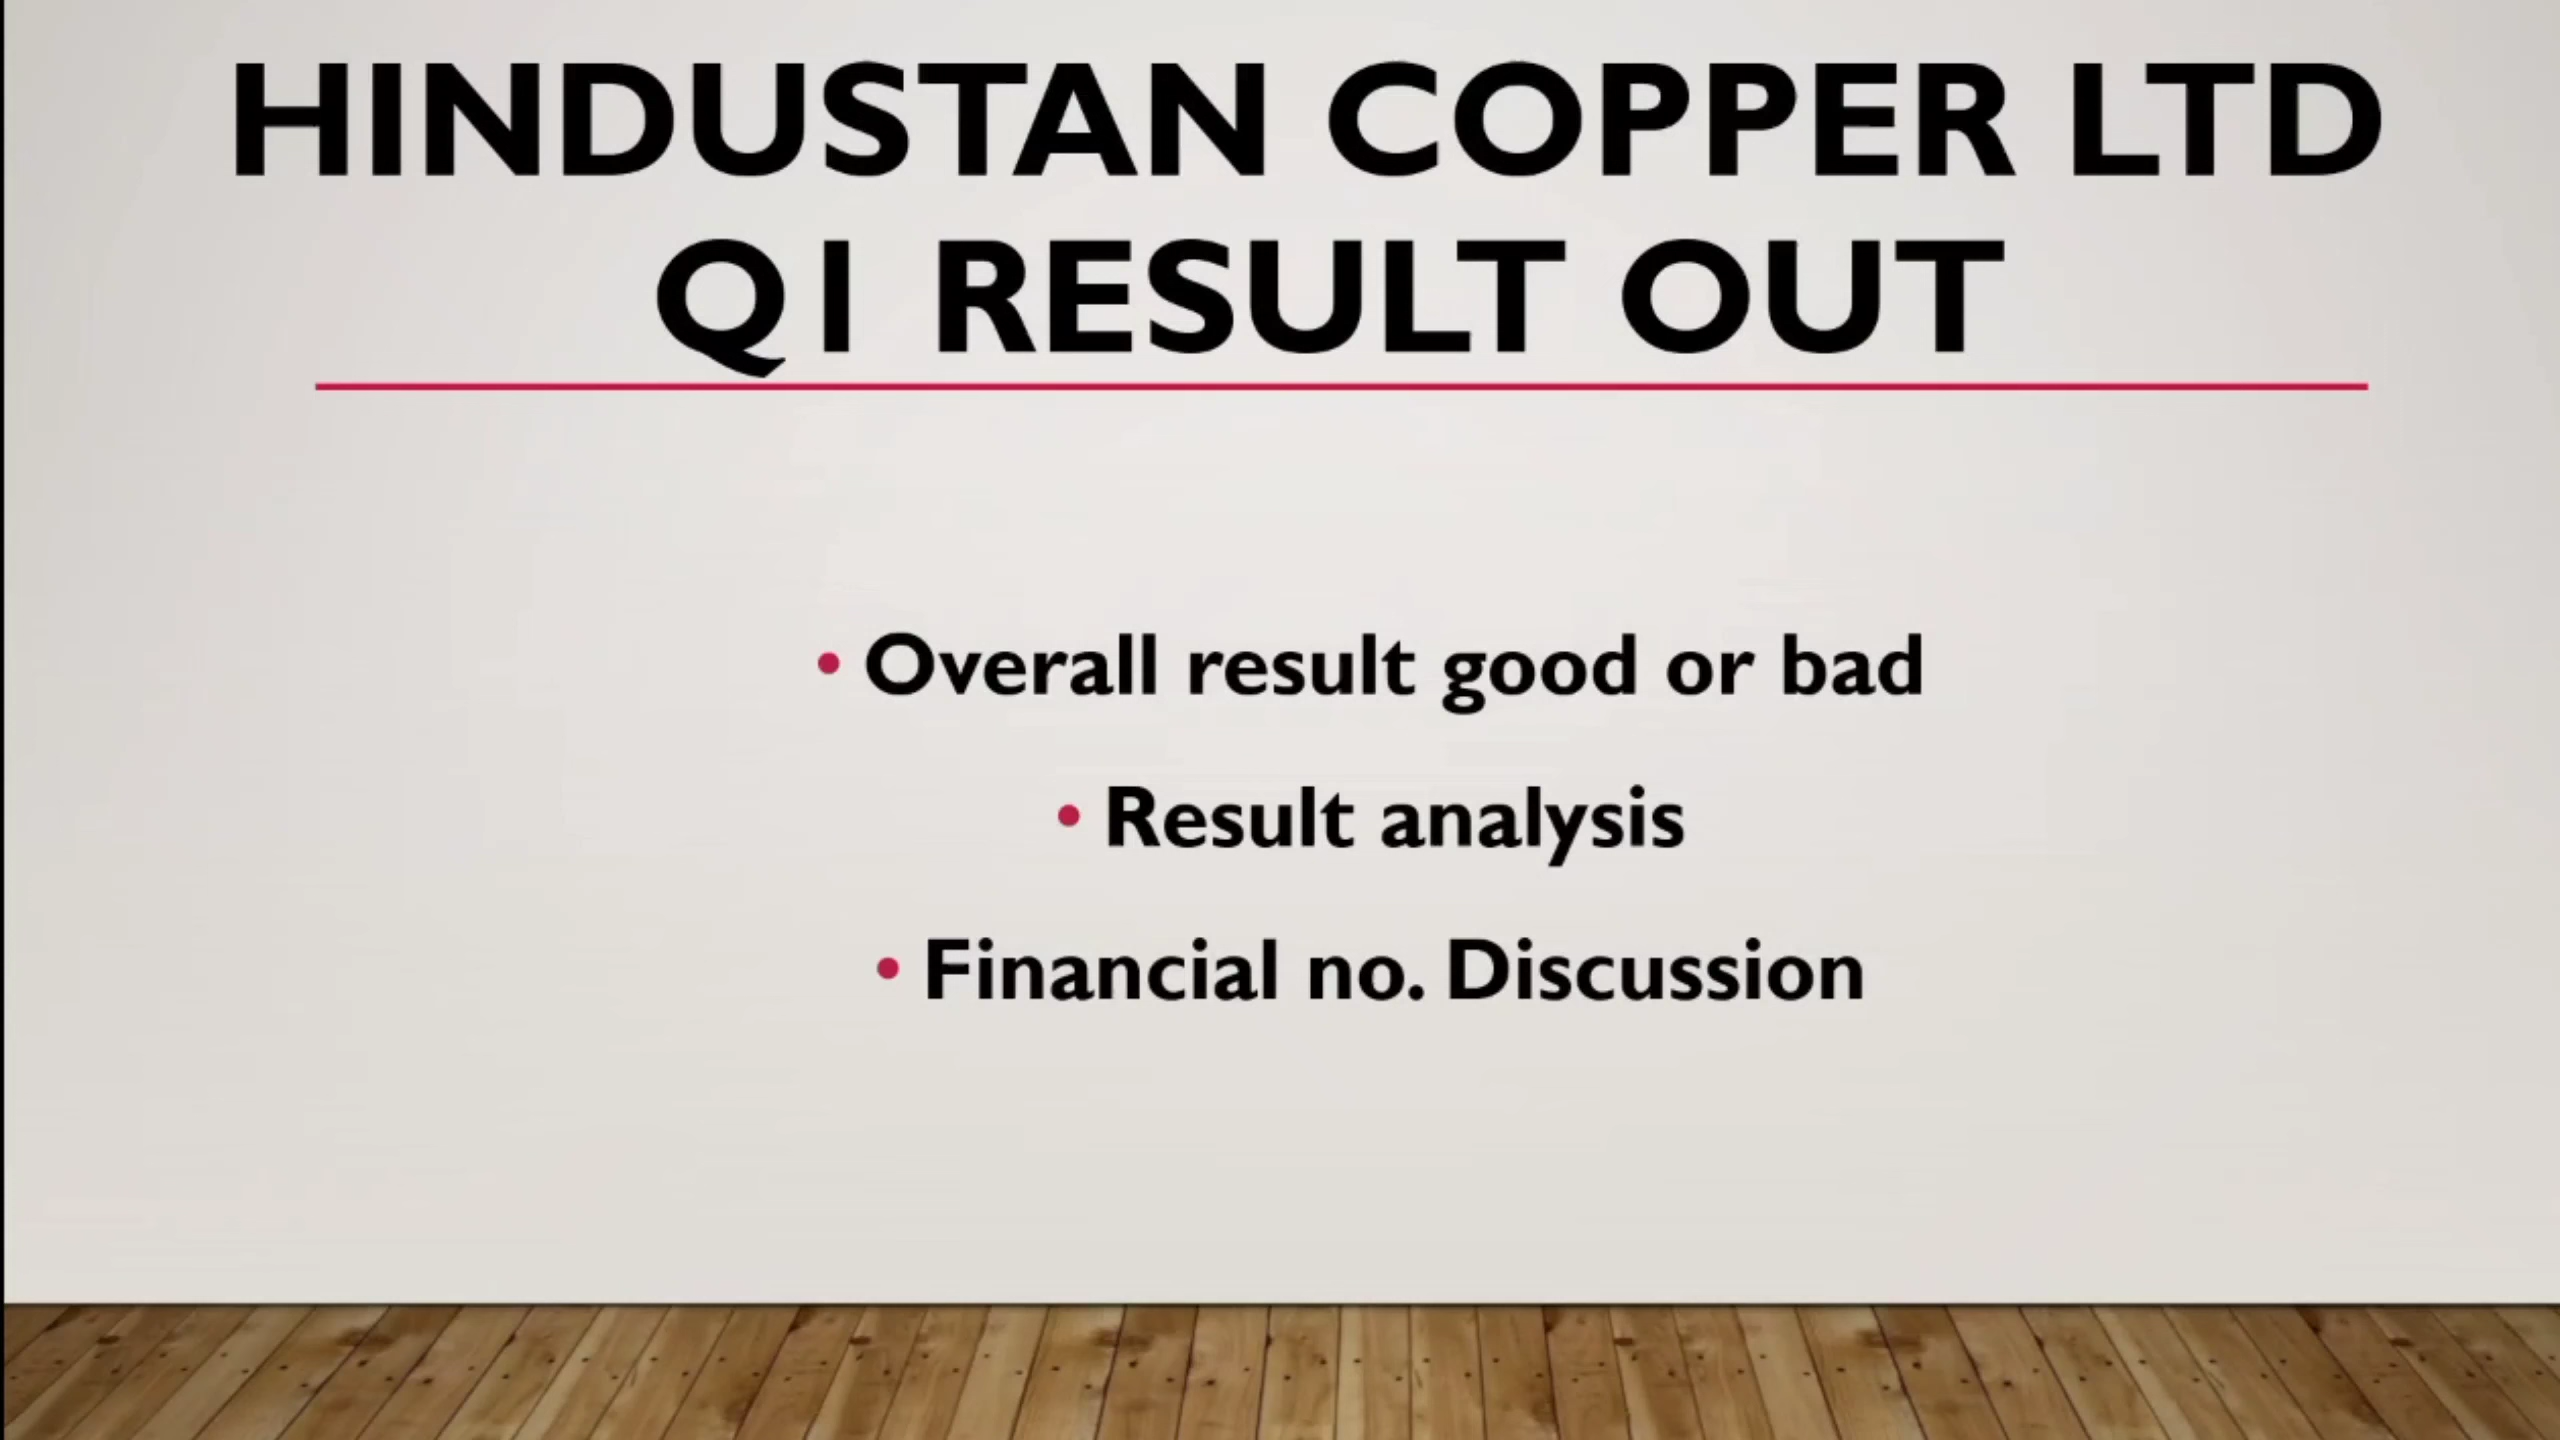 HINDUSTAN COPPER LTD
Q1 RESULT OUT
• Overall result good or bad
• Result analysis
• Financial no. Discussion